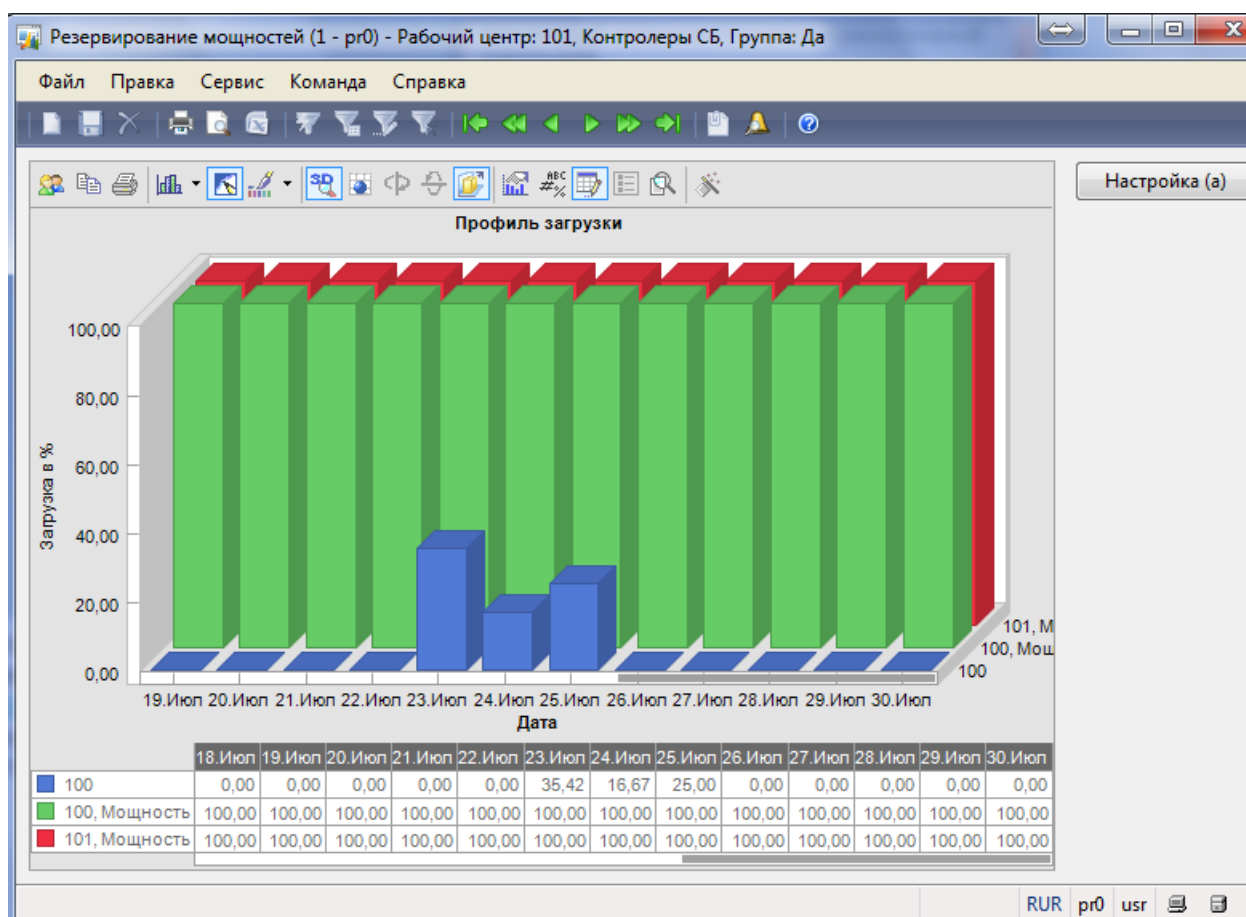 Резервирование мощностей (1 - pr0) - Рабочий центр: 101, Контролеры СБ, Группа: Да
Файл Правка Сервис Команда Справка
Настройка (а)
Профиль загрузки
100,00
80,00
60,00
40,00
20,00
0,00
Загрузка в %
101, М
100, Мощ
100
19.Июл 20.Июл 21.Июл 22.Июл 23.Июл 24.Июл 25.Июл 26.Июл 27.Июл 28.Июл 29.Июл 30.Июл
Дата
18.Июл 19.Июл 20.Июл 21.Июл 22.Июл 23.Июл 24.Июл 25.Июл 26.Июл 27.Июл 28.Июл 29.Июл 30.Июл
100 0,00 0,00 0,00 0,00 0,00 35,42 16,67 25,00 0,00 0,00 0,00 0,00 0,00
100, Мощность 100,00 100,00 100,00 100,00 100,00 100,00 100,00 100,00 100,00 100,00 100,00 100,00 100,00
101, Мощность 100,00 100,00 100,00 100,00 100,00 100,00 100,00 100,00 100,00 100,00 100,00 100,00 100,00
RUR pr0 usr